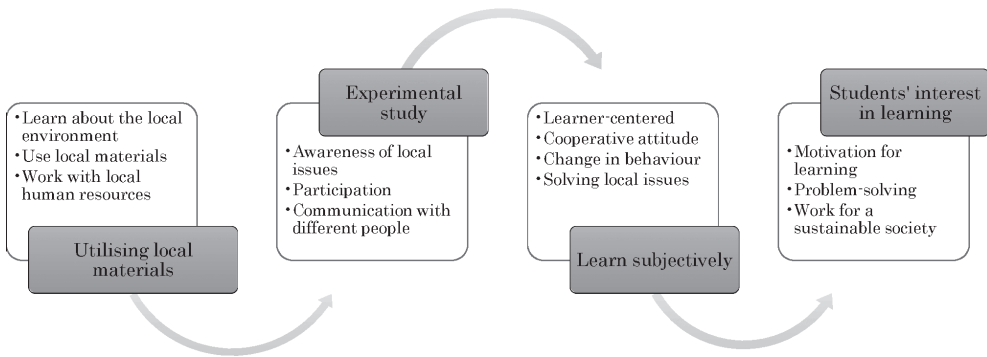 • Learn about the local
environment
• Use local materials
• Work with local
human resources
Utilising local
materials
Experimental
study
• Awareness of local
issues
• Participation
• Communication with
different people
• Learner-centered
• Cooperative attitude
• Change in behaviour
• Solving local issues
Learn subjectively
Students' interest
in learning
• Motivation for
learning
• Problem-solving
• Work for a
sustainable society